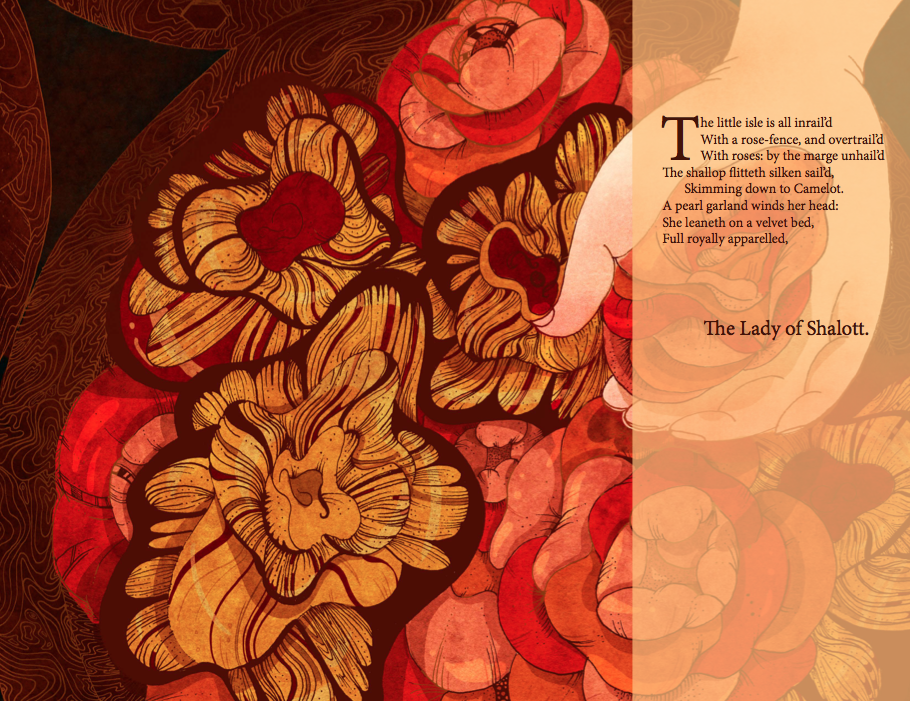 The little isle is all inrail'd
With a rose-fence, and overtrail'd
With roses: by the marge unhail'd
The shallop flitteth silken sail'd,
Skimming down to Camelot.
A pearl garland winds her head:
She leaneth on a velvet bed,
Full royally apparelled,
The Lady of Shalott.